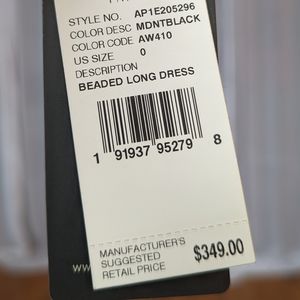 STYLE NO. AP1E205296
COLOR DESC MDNTBLACK
COLOR CODE AW410
US SIZE 0
DESCRIPTION
BEADED LONG DRESS
1 91937 95279 8
MANUFACTURER'S
SUGGESTED
RETAIL PRICE
$349.00
www